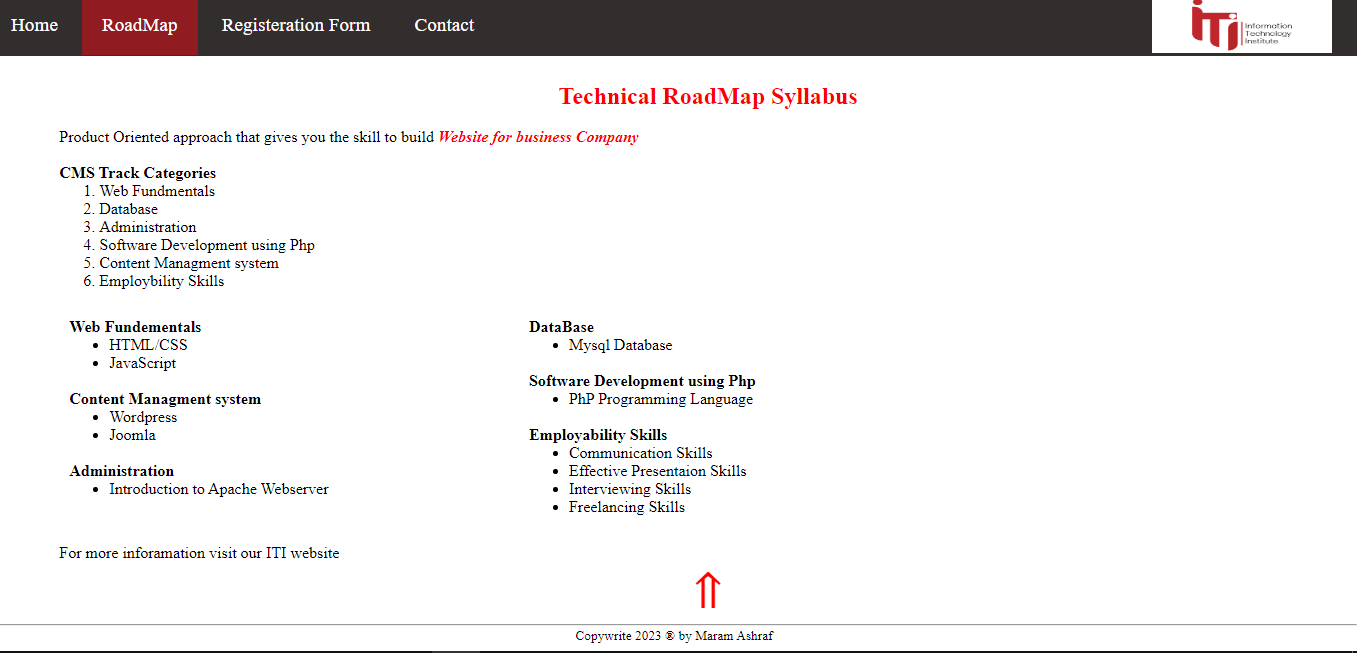 Home RoadMap Registeration Form Contact
iTi Information
Technology
Institute
Technical RoadMap Syllabus
Product Oriented approach that gives you the skill to build Website for business Company
CMS Track Categories
1. Web Fundmentals
2. Database
3. Administration
4. Software Development using Php
5. Content Managment system
6. Employbility Skills
Web Fundementals
• HTML/CSS
• JavaScript
Content Managment system
• Wordpress
• Joomla
Administration
• Introduction to Apache Webserver
DataBase
• Mysql Database
Software Development using Php
• PhP Programming Language
Employability Skills
• Communication Skills
• Effective Presentaion Skills
• Interviewing Skills
• Freelancing Skills
For more inforamation visit our ITI website
⇑
Copywrite 2023 ® by Maram Ashraf